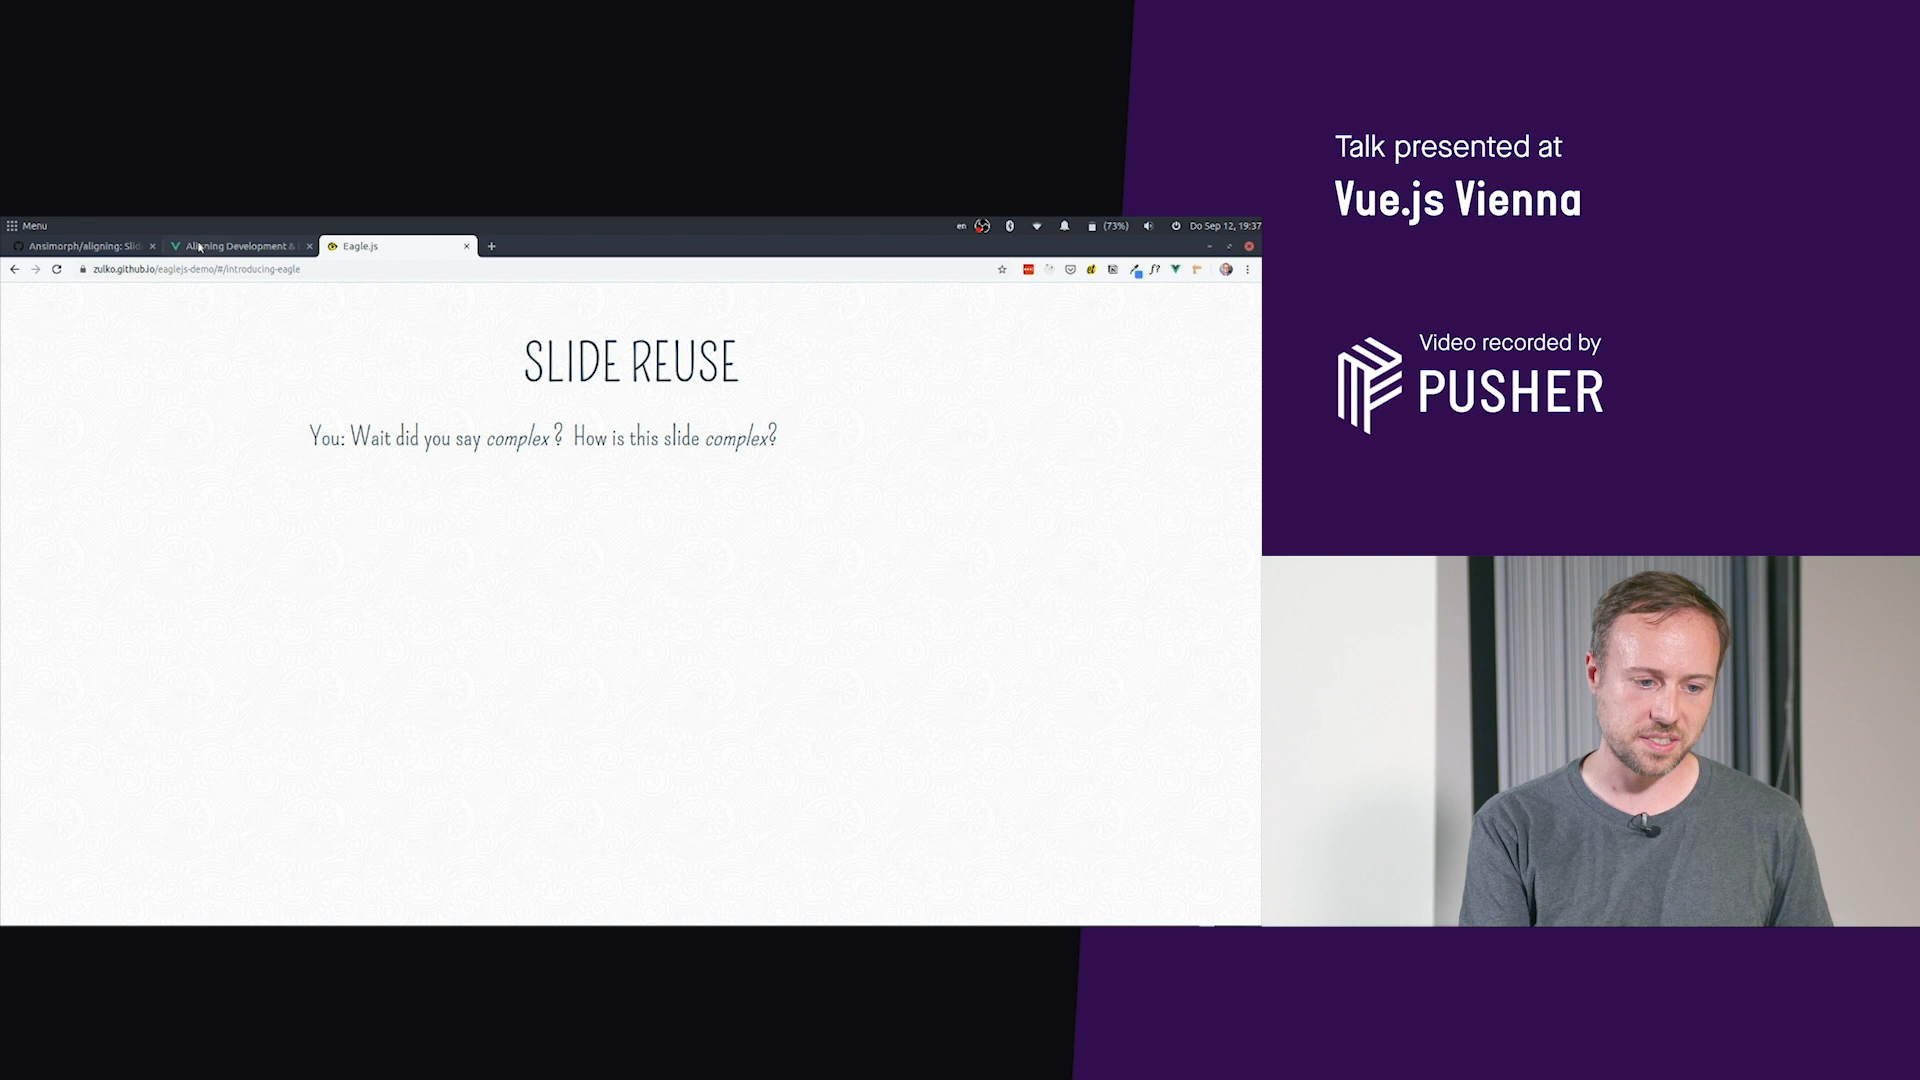 Talk presented at
Vue.js Vienna
Video recorded by
PUSHER
Menu
en
(73%)
Do Sep 12, 19:37
Ansimorph/aligning: Slid
Aligning Development &
Eagle.js
zulko.github.io/eaglejs-demo/#/introducing-eagle
f?
SLIDE REUSE
You: Wait did you say complex? How is this slide complex?